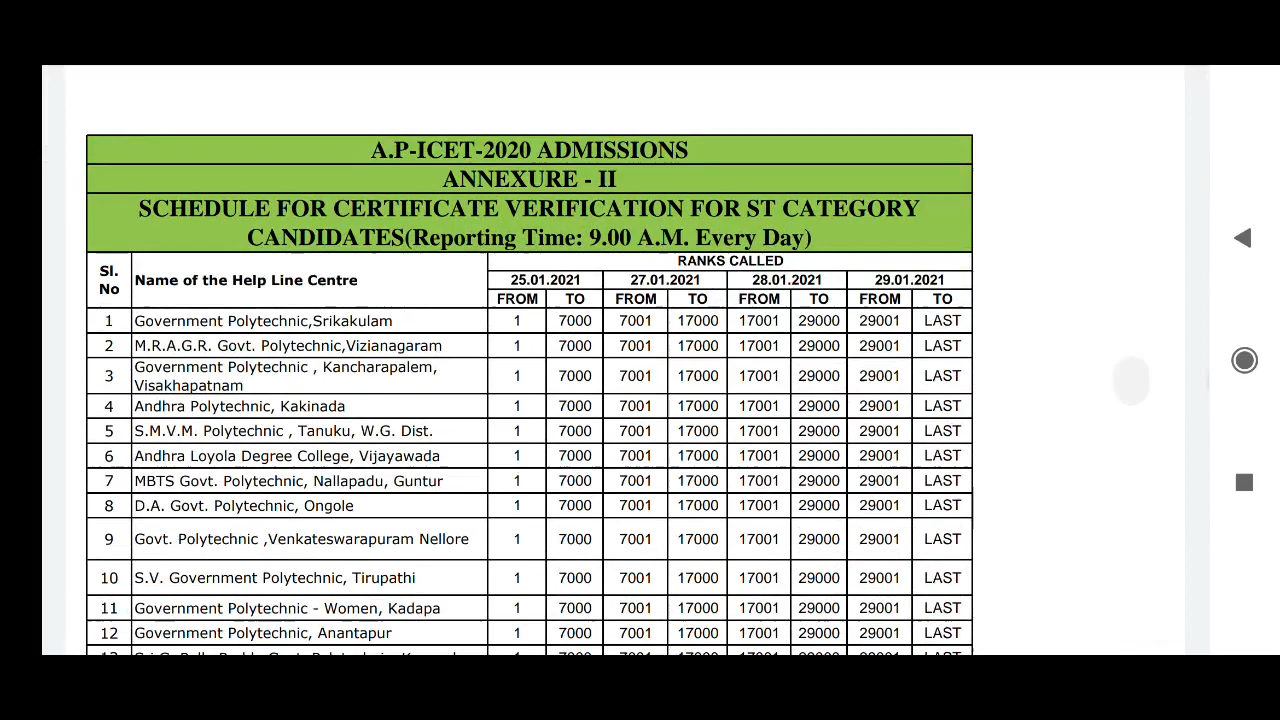 A.P-ICET-2020 ADMISSIONS
ANNEXURE - II
SCHEDULE FOR CERTIFICATE VERIFICATION FOR ST CATEGORY
CANDIDATES(Reporting Time: 9.00 A.M. Every Day)
Sl. No Name of the Help Line Centre RANKS CALLED
25.01.2021 27.01.2021 28.01.2021 29.01.2021
FROM TO FROM TO FROM TO FROM TO
1 Government Polytechnic,Srikakulam 1 7000 7001 17000 17001 29000 29001 LAST
2 M.R.A.G.R. Govt. Polytechnic,Vizianagaram 1 7000 7001 17000 17001 29000 29001 LAST
3 Government Polytechnic , Kancharapalem,
Visakhapatnam 1 7000 7001 17000 17001 29000 29001 LAST
4 Andhra Polytechnic, Kakinada 1 7000 7001 17000 17001 29000 29001 LAST
5 S.M.V.M. Polytechnic , Tanuku, W.G. Dist. 1 7000 7001 17000 17001 29000 29001 LAST
6 Andhra Loyola Degree College, Vijayawada 1 7000 7001 17000 17001 29000 29001 LAST
7 MBTS Govt. Polytechnic, Nallapadu, Guntur 1 7000 7001 17000 17001 29000 29001 LAST
8 D.A. Govt. Polytechnic, Ongole 1 7000 7001 17000 17001 29000 29001 LAST
9 Govt. Polytechnic ,Venkateswarapuram Nellore 1 7000 7001 17000 17001 29000 29001 LAST
10 S.V. Government Polytechnic, Tirupathi 1 7000 7001 17000 17001 29000 29001 LAST
11 Government Polytechnic - Women, Kadapa 1 7000 7001 17000 17001 29000 29001 LAST
12 Government Polytechnic, Anantapur 1 7000 7001 17000 17001 29000 29001 LAST